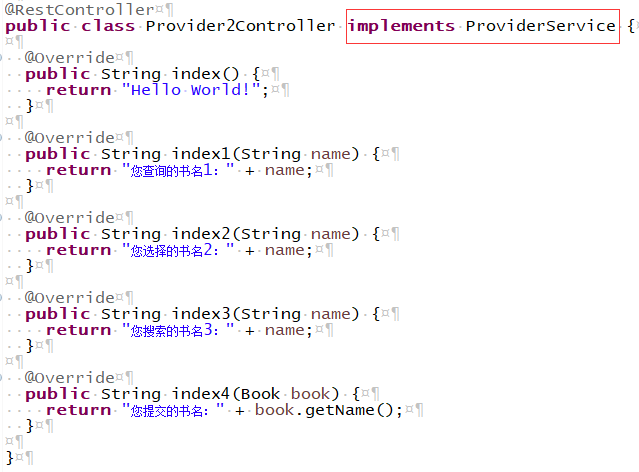 @RestController
public class Provider2Controller implements ProviderService {
@Override
public String index() {
return "Hello World!";
}
@Override
public String index1(String name) {
return "您查询的书名1：" + name;
}
@Override
public String index2(String name) {
return "您选择的书名2：" + name;
}
@Override
public String index3(String name) {
return "您搜索的书名3：" + name;
}
@Override
public String index4(Book book) {
return "您提交的书名：" + book.getName();
}
}